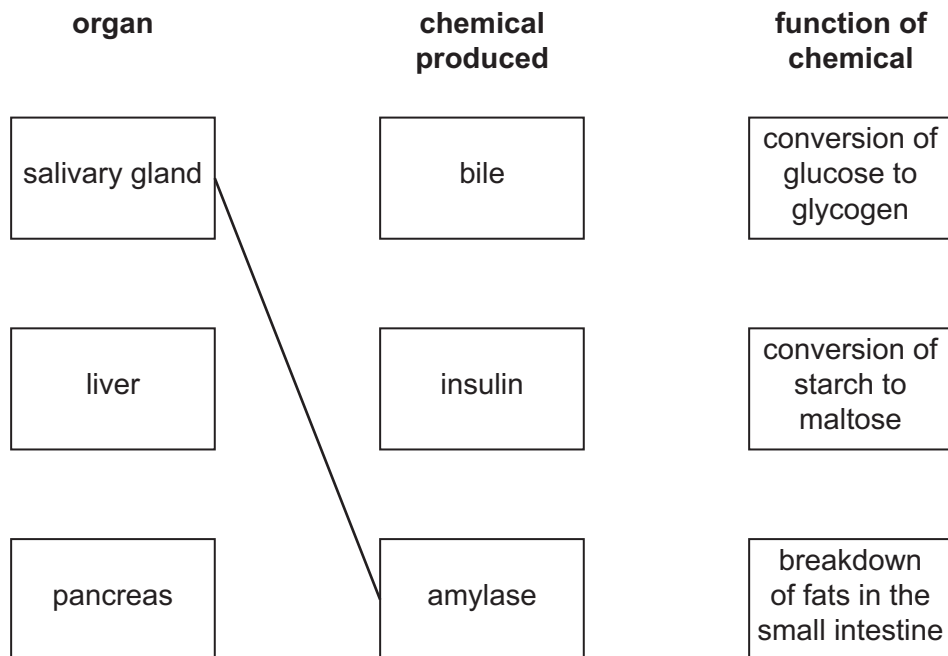 organ
chemical
produced
function of
chemical
salivary gland
bile
conversion of
glucose to
glycogen
liver
insulin
conversion of
starch to
maltose
pancreas
amylase
breakdown
of fats in the
small intestine